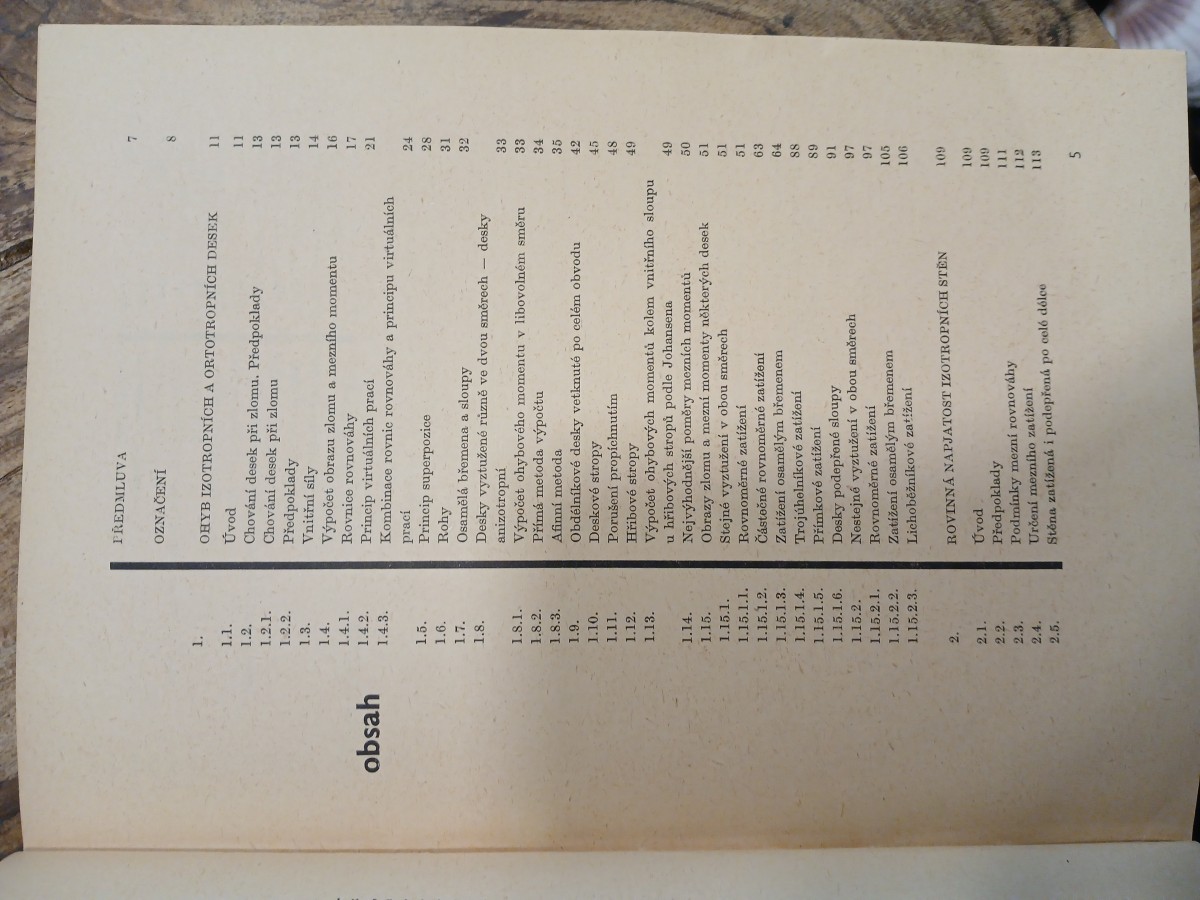 obsah
PŘEDMLUVA 7
OZNAČENÍ 8
1. OHYB IZOTROPNÍCH A ORTOTROPNÍCH DESEK 11
1.1. Úvod 11
1.2. Chování desek při zlomu. Předpoklady 13
1.2.1. Chování desek při zlomu 13
1.2.2. Předpoklady 13
1.3. Vnitřní síly 14
1.4. Výpočet obrazu zlomu a mezního momentu 16
1.4.1. Rovnice rovnováhy 17
1.4.2. Princip virtuálních prací 21
1.4.3. Kombinace rovnic rovnováhy a principu virtuálních
prací 24
1.5. Princip superpozice 28
1.6. Rohy 31
1.7. Osamělá břemena a sloupy 32
1.8. Desky vyztužené různě ve dvou směrech — desky
anizotropní 33
1.8.1. Výpočet ohybového momentu v libovolném směru 33
1.8.2. Přímá metoda výpočtu 34
1.8.3. Afinní metoda 35
1.9. Obdélníkové desky vetknuté po celém obvodu 42
1.10. Deskové stropy 45
1.11. Porušení propíchnutím 48
1.12. Hřibové stropy 49
1.13. Výpočet ohybových momentů kolem vnitřního sloupu
u hřibových stropů podle Johansena 49
1.14. Nejvýhodnější poměry mezních momentů 50
1.15. Obrazy zlomu a mezní momenty některých desek 51
1.15.1. Stejné vyztužení v obou směrech 51
1.15.1.1. Rovnoměrné zatížení 51
1.15.1.2. Částečné rovnoměrné zatížení 63
1.15.1.3. Zatížení osamělým břemenem 64
1.15.1.4. Trojúhelníkové zatížení 88
1.15.1.5. Přímkové zatížení 89
1.15.1.6. Desky podepřené sloupy 91
1.15.2. Nestejné vyztužení v obou směrech 97
1.15.2.1. Rovnoměrné zatížení 97
1.15.2.2. Zatížení osamělým břemenem 105
1.15.2.3. Lichoběžníkové zatížení 106
2. ROVINNÁ NAPJATOST IZOTROPNÍCH STĚN 109
2.1. Úvod 109
2.2. Předpoklady 109
2.3. Podmínky mezní rovnováhy 111
2.4. Určení mezního zatížení 112
2.5. Stěna zatížená i podepřená po celé délce 113
5